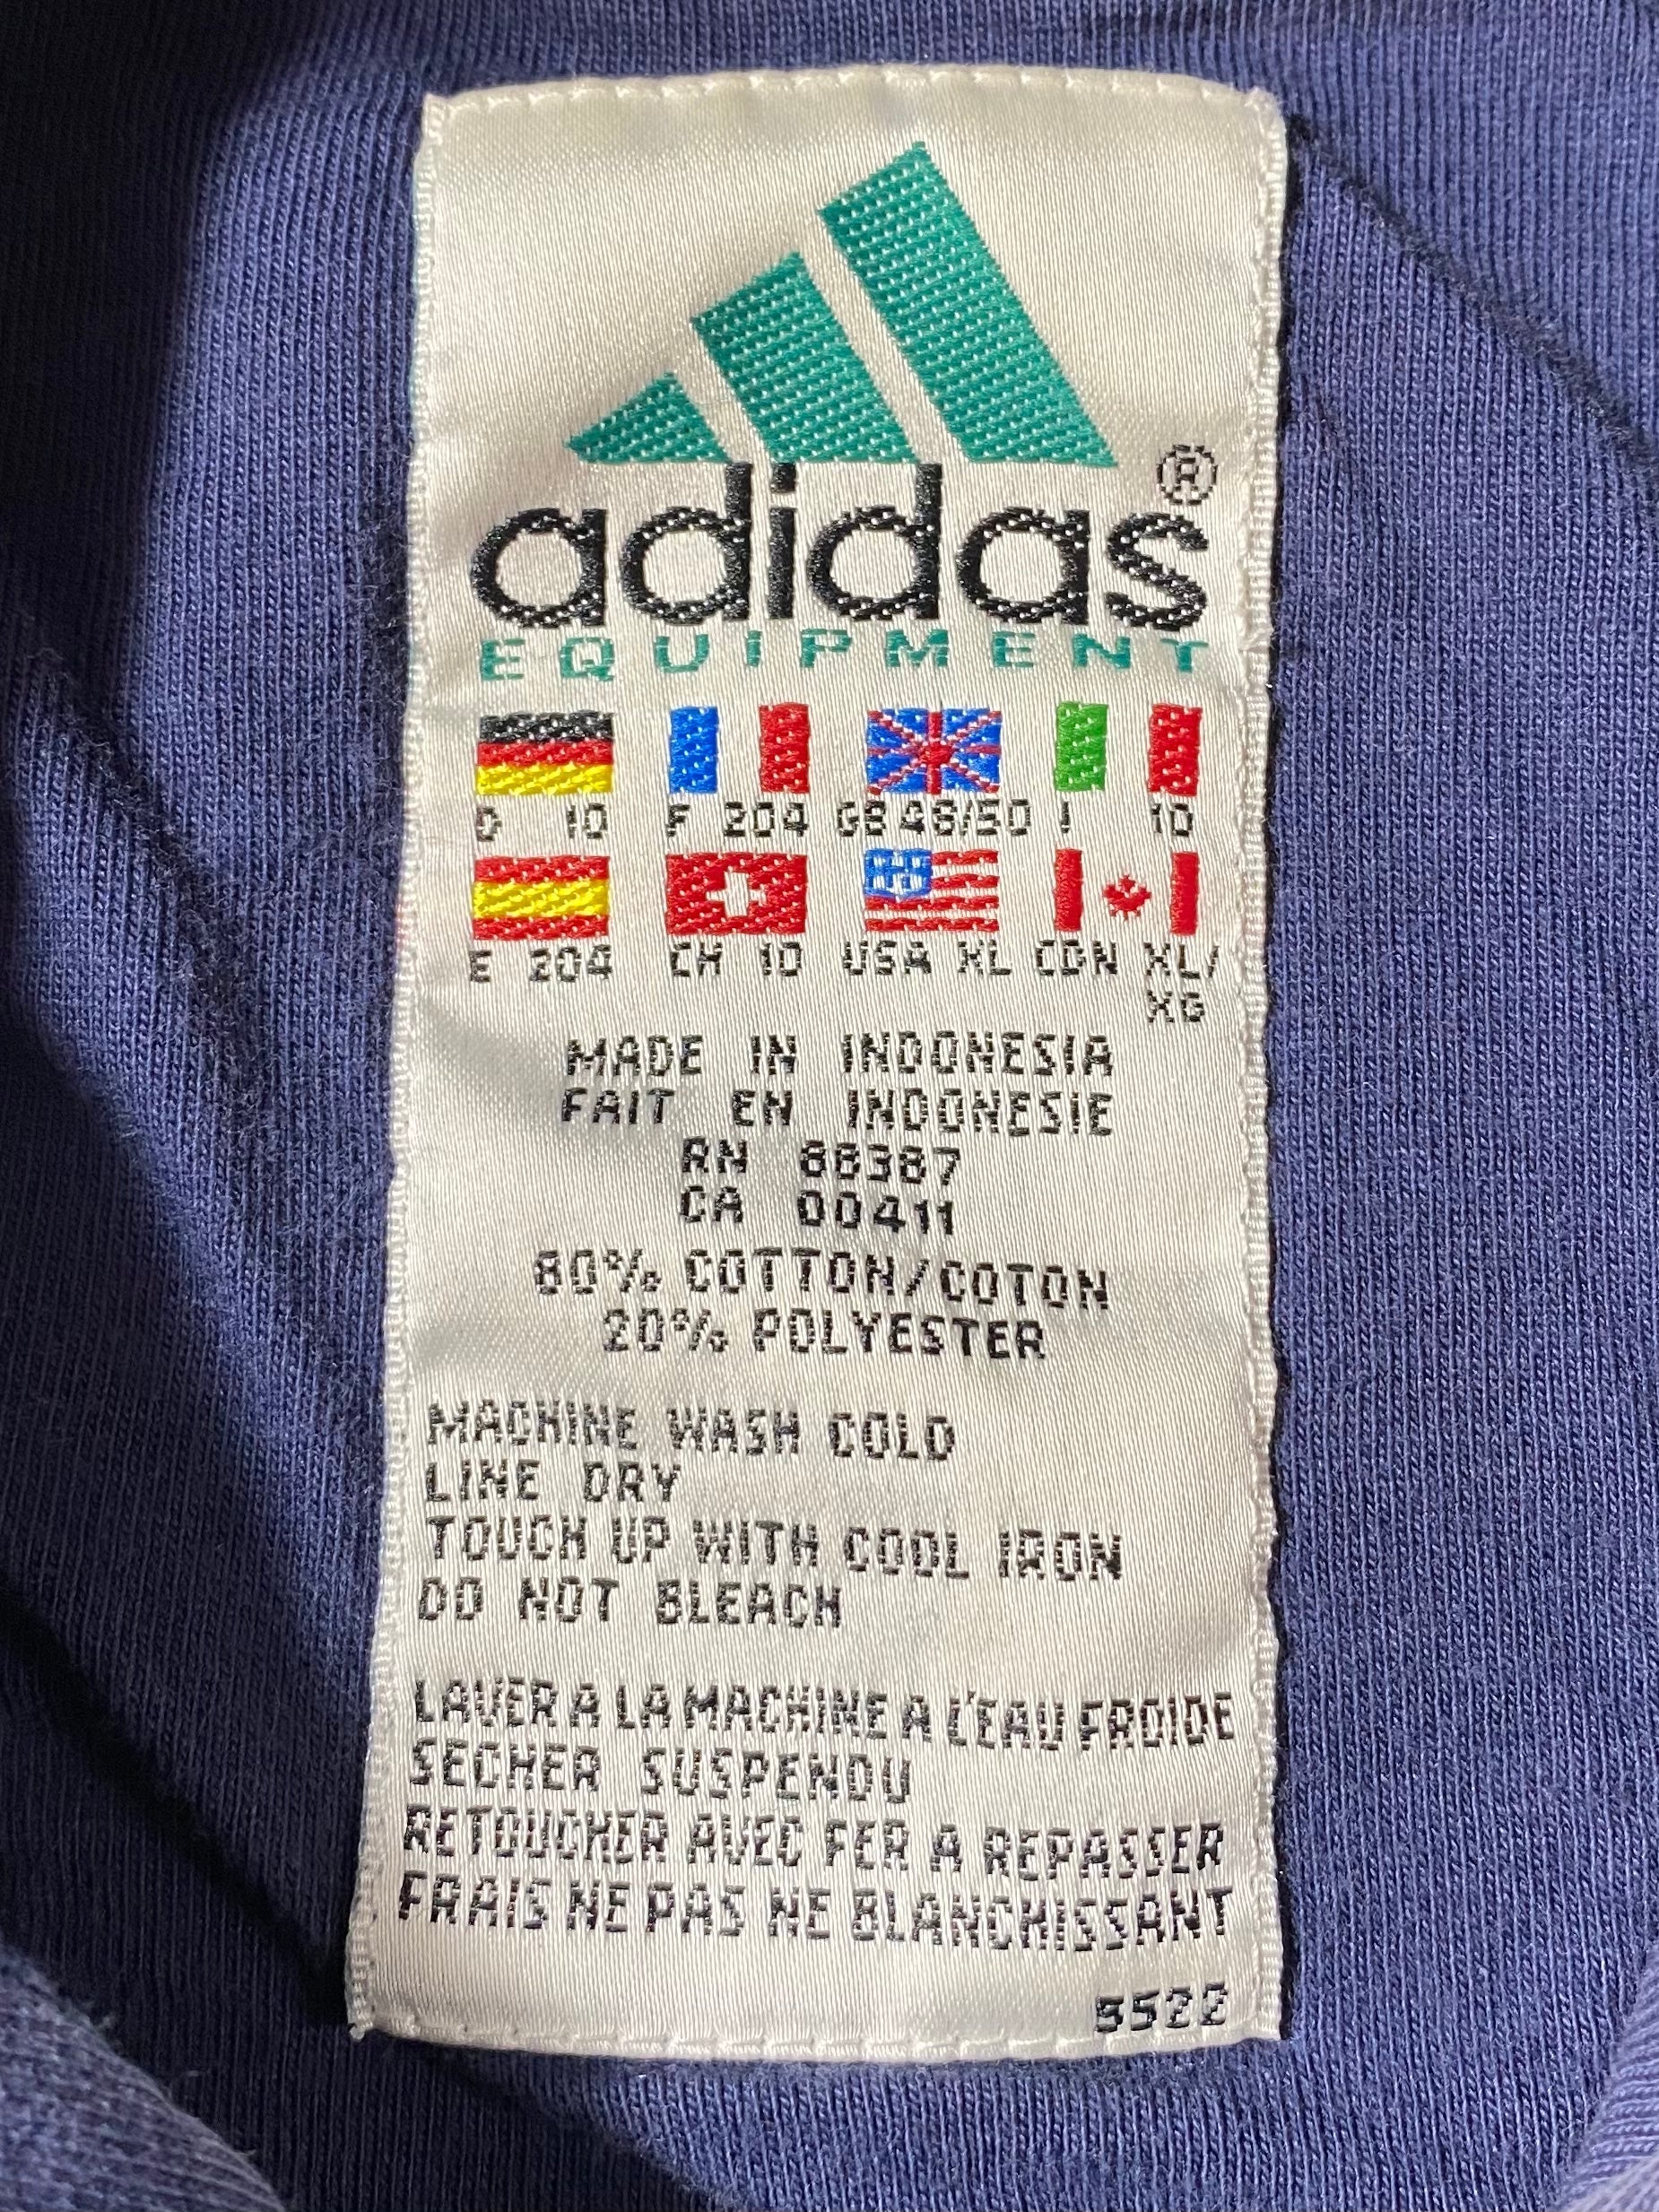 adidas®
EQUIPMENT
D 10 F 204 GB 48/50 I 10
E 204 CH 10 USA XL CDN XL/
XG
MADE IN INDONESIA
FAIT EN INDONESIE
RN 88387
CA 00411
80% COTTON/COTON
20% POLYESTER
MACHINE WASH COLD
LINE DRY
TOUCH UP WITH COOL IRON
DO NOT BLEACH
LAVER A LA MACHINE A L'EAU FROIDE
SECHER SUSPENDU
RETOUCHER AVEC FER A REPASSER
FRAIS NE PAS NE BLANCHISSANT
5522